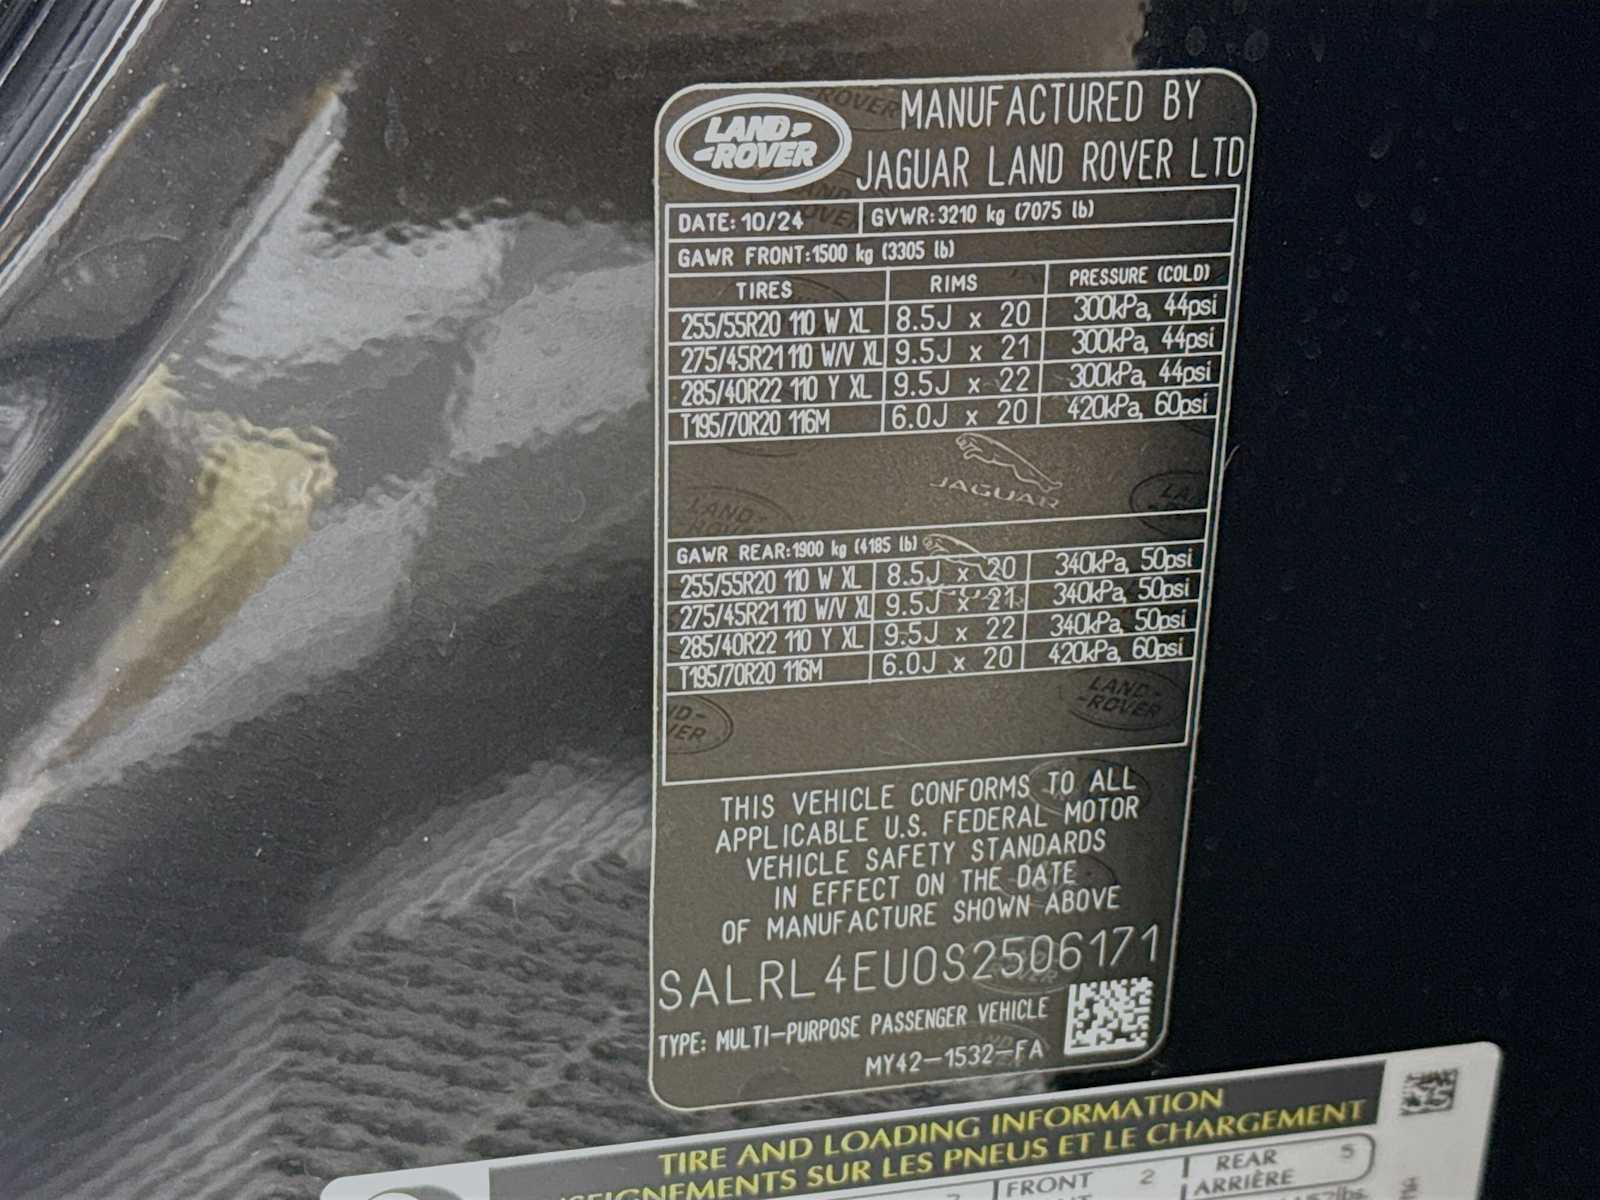 LAND-
-ROVER
MANUFACTURED BY
JAGUAR LAND ROVER LTD
DATE: 10/24 GVWR: 3210 kg (7075 lb)
GAWR FRONT: 1500 kg (3305 lb)
TIRES RIMS PRESSURE (COLD)
255/55R20 110 W XL 8.5J x 20 300kPa, 44psi
275/45R21 110 W/V XL 9.5J x 21 300kPa, 44psi
285/40R22 110 Y XL 9.5J x 22 300kPa, 44psi
T195/70R20 116M 6.0J x 20 420kPa, 60psi
JAGUAR
GAWR REAR: 1900 kg (4185 lb)
255/55R20 110 W XL 8.5J x 20 340kPa, 50psi
275/45R21 110 W/V XL 9.5J x 21 340kPa, 50psi
285/40R22 110 Y XL 9.5J x 22 340kPa, 50psi
T195/70R20 116M 6.0J x 20 420kPa, 60psi
LAND-
-ROVER
THIS VEHICLE CONFORMS TO ALL
APPLICABLE U.S. FEDERAL MOTOR
VEHICLE SAFETY STANDARDS
IN EFFECT ON THE DATE
OF MANUFACTURE SHOWN ABOVE
SALRL4EU0S2506171
TYPE: MULTI-PURPOSE PASSENGER VEHICLE
MY42-1532-FA
TIRE AND LOADING INFORMATION
SUR LES PNEUS ET LE CHARGEMENT
FRONT 2 REAR 5
ARRIÈRE